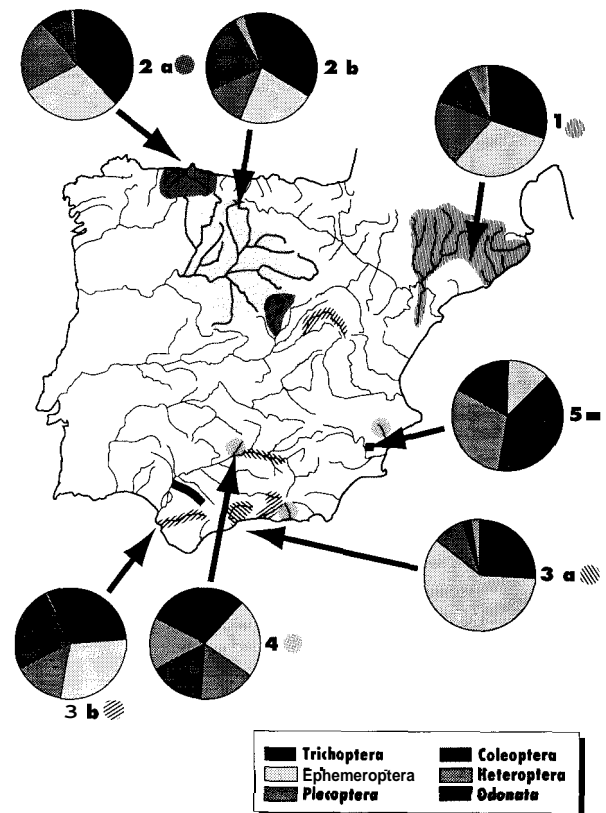 2 a
2 b
1
5
3 a
4
3 b
Trichoptera Coleoptera
Ephemeroptera Heteroptera
Plecoptera Odonata